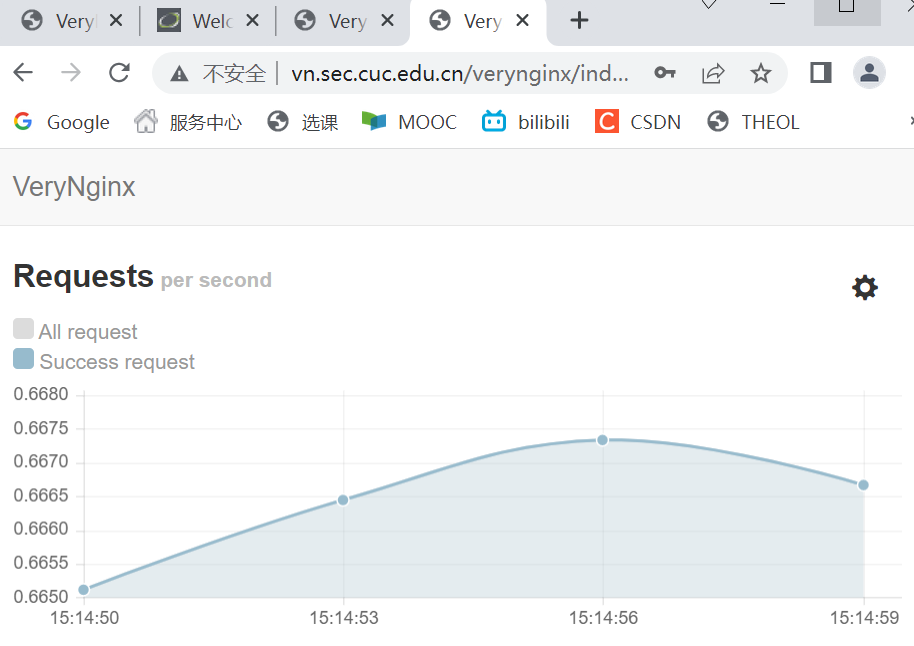 Very Welc Very Very
不安全 vn.sec.cuc.edu.cn/verynginx/ind...
Google 服务中心 选课 MOOC bilibili CSDN THEOL
VeryNginx
Requests per second
All request
Success request
0.6680
0.6675
0.6670
0.6665
0.6660
0.6655
0.6650
15:14:50 15:14:53 15:14:56 15:14:59